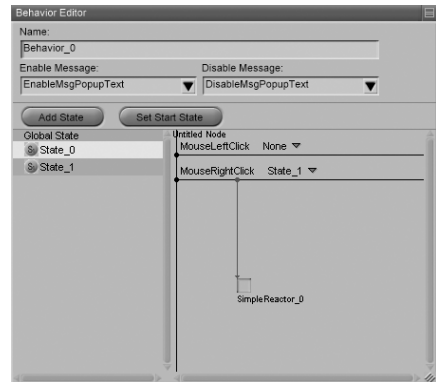 Behavior Editor
Name:
Behavior_0
Enable Message: Disable Message:
EnableMsgPopupText DisableMsgPopupText
Add State Set Start State
Global State
State_0
State_1
Untitled Node
MouseLeftClick None
MouseRightClick State_1
SimpleReactor_0